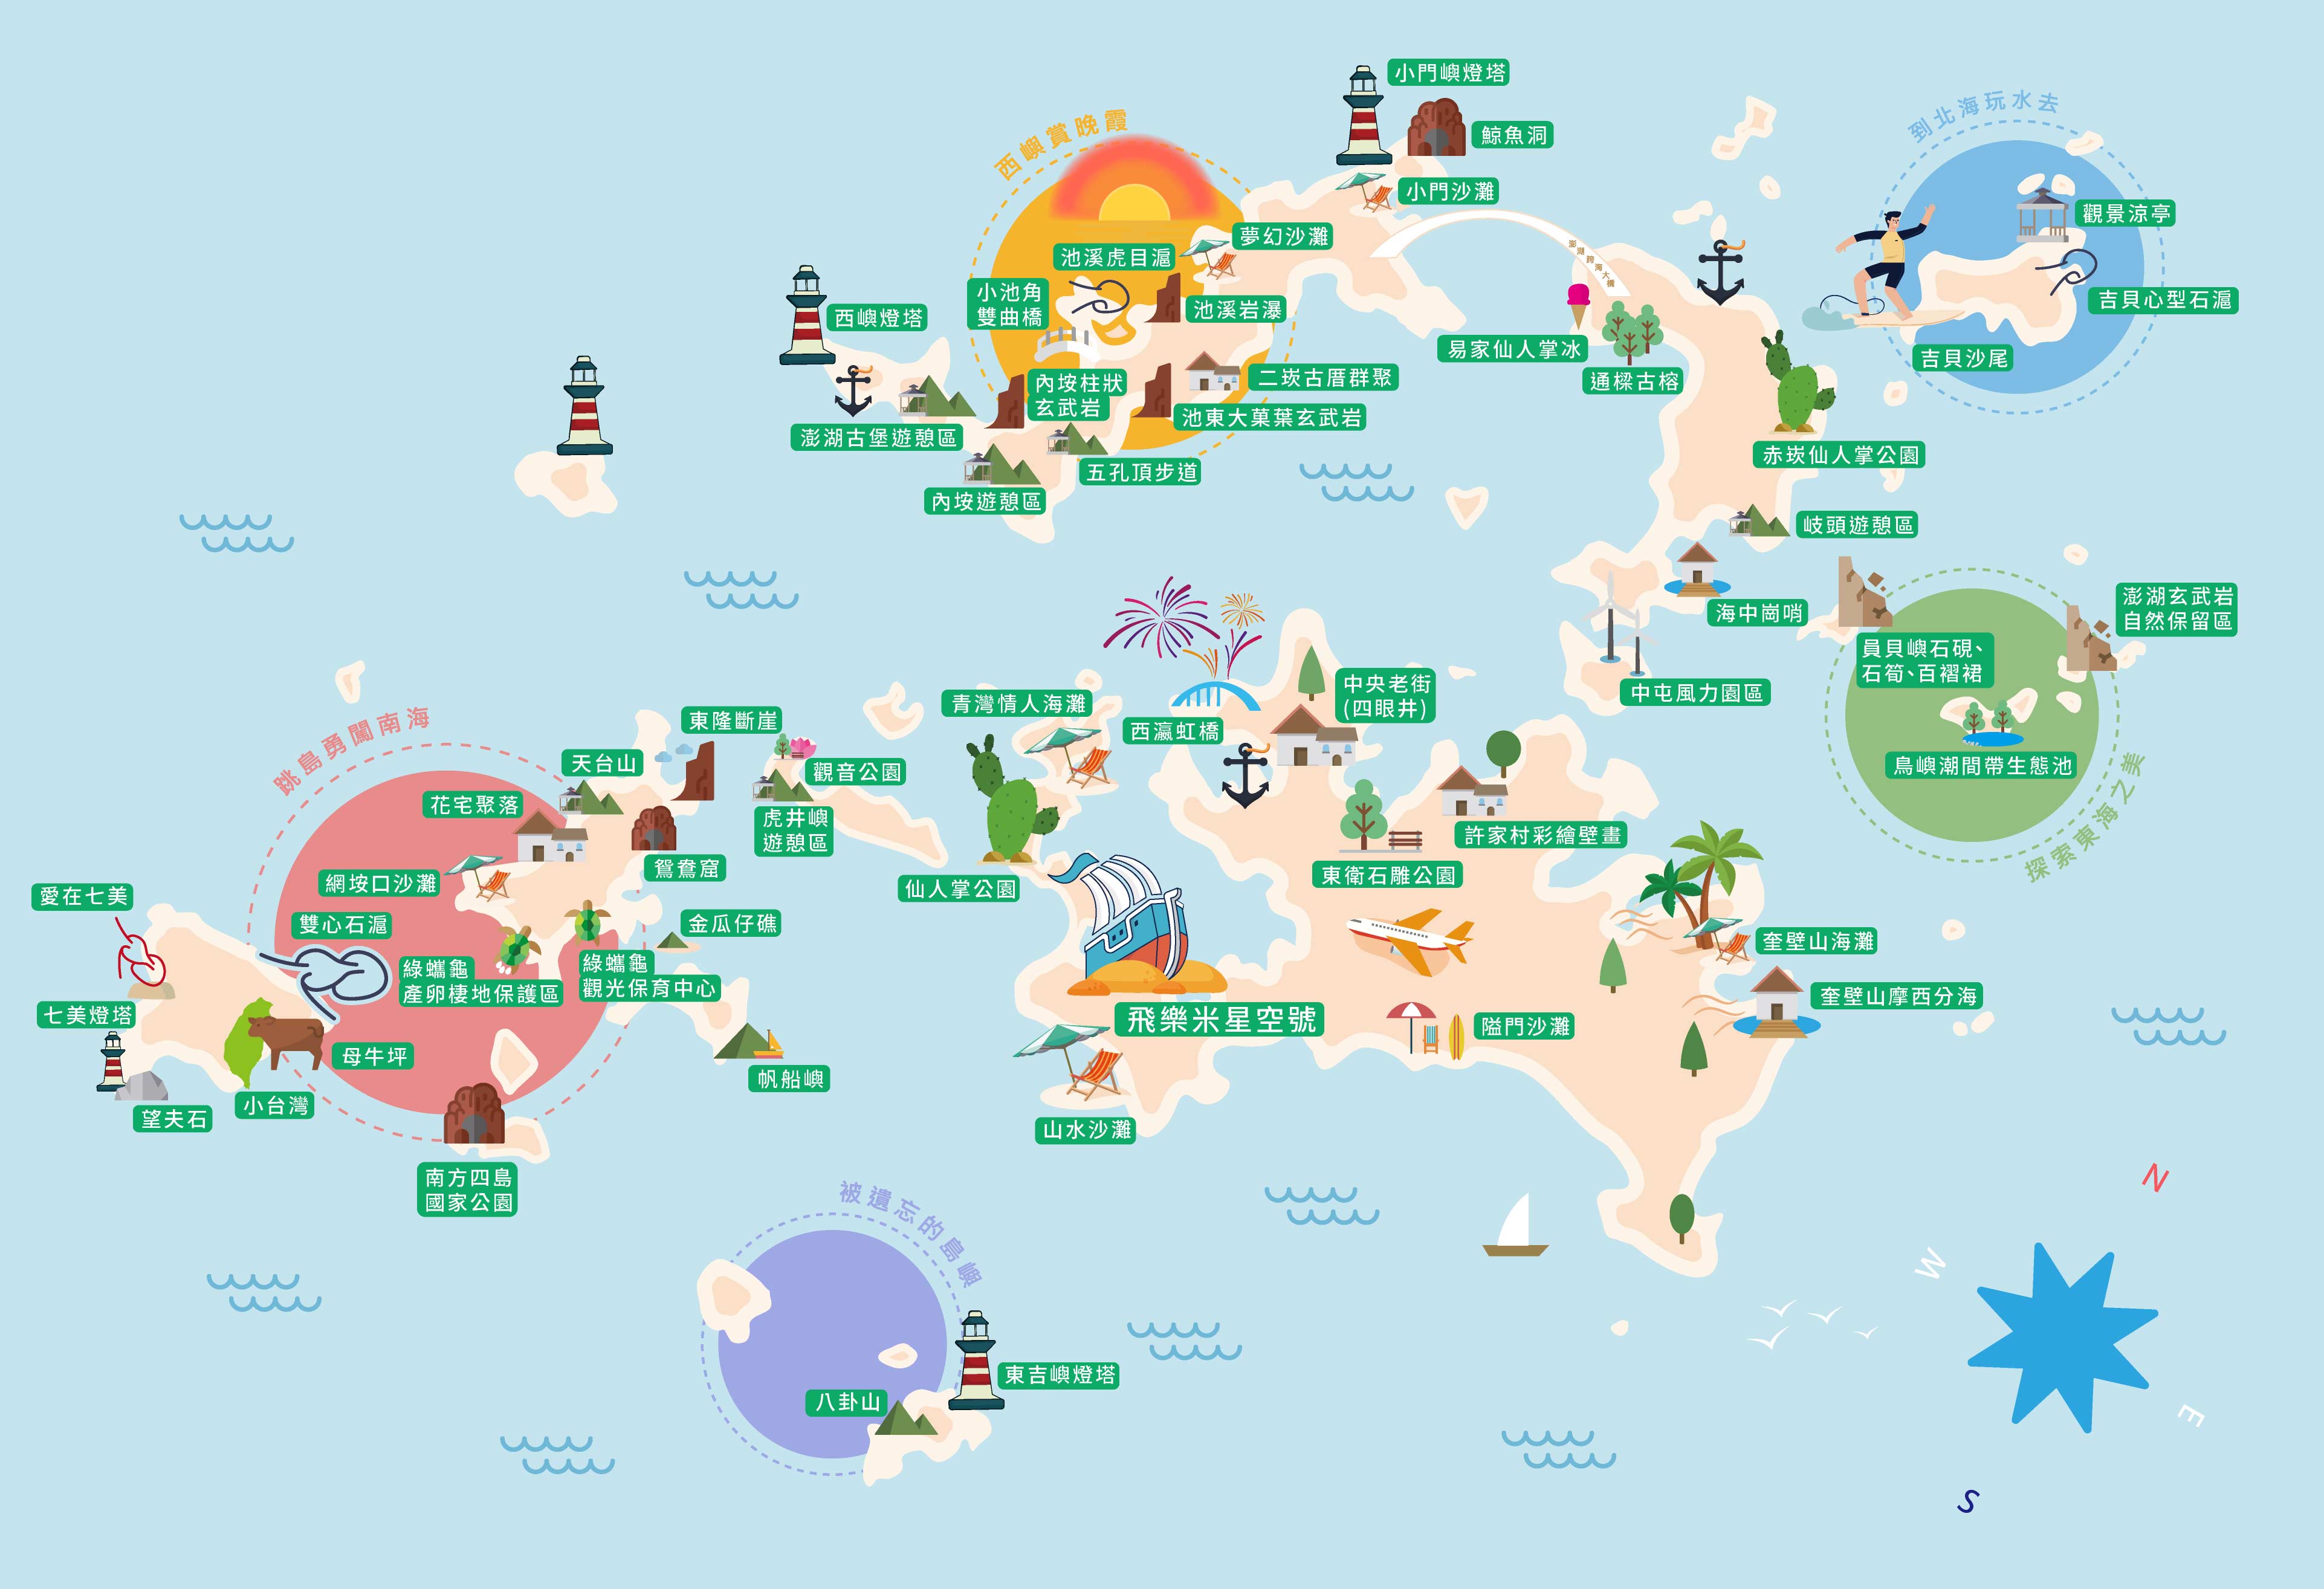 小門嶼燈塔
鯨魚洞
小門沙灘
西嶼賞晚霞
夢幻沙灘
池溪虎目滬
小池角
雙曲橋
池溪岩瀑
西嶼燈塔
內垵柱狀
玄武岩
二崁古厝群聚
池東大菓葉玄武岩
澎湖古堡遊憩區
五孔頂步道
內垵遊憩區
澎湖跨海大橋
易家仙人掌冰
通樑古榕
到北海玩水去
觀景涼亭
吉貝心型石滬
吉貝沙尾
赤崁仙人掌公園
岐頭遊憩區
海中崗哨
中屯風力園區
澎湖玄武岩
自然保留區
員貝嶼石硯、
石筍、百褶裙
鳥嶼潮間帶生態池
探索東海之美
西瀛虹橋
中央老街
(四眼井)
青灣情人海灘
仙人掌公園
許家村彩繪壁畫
東衛石雕公園
奎壁山海灘
奎壁山摩西分海
飛樂米星空號
隘門沙灘
山水沙灘
跳島勇闖南海
東隆斷崖
天台山
觀音公園
花宅聚落
虎井嶼
遊憩區
鴛鴦窟
網垵口沙灘
愛在七美
雙心石滬
金瓜仔礁
綠蠵龜
產卵棲地保護區
綠蠵龜
觀光保育中心
七美燈塔
母牛坪
帆船嶼
小台灣
望夫石
南方四島
國家公園
被遺忘的島嶼
東吉嶼燈塔
八卦山
N
W
E
S